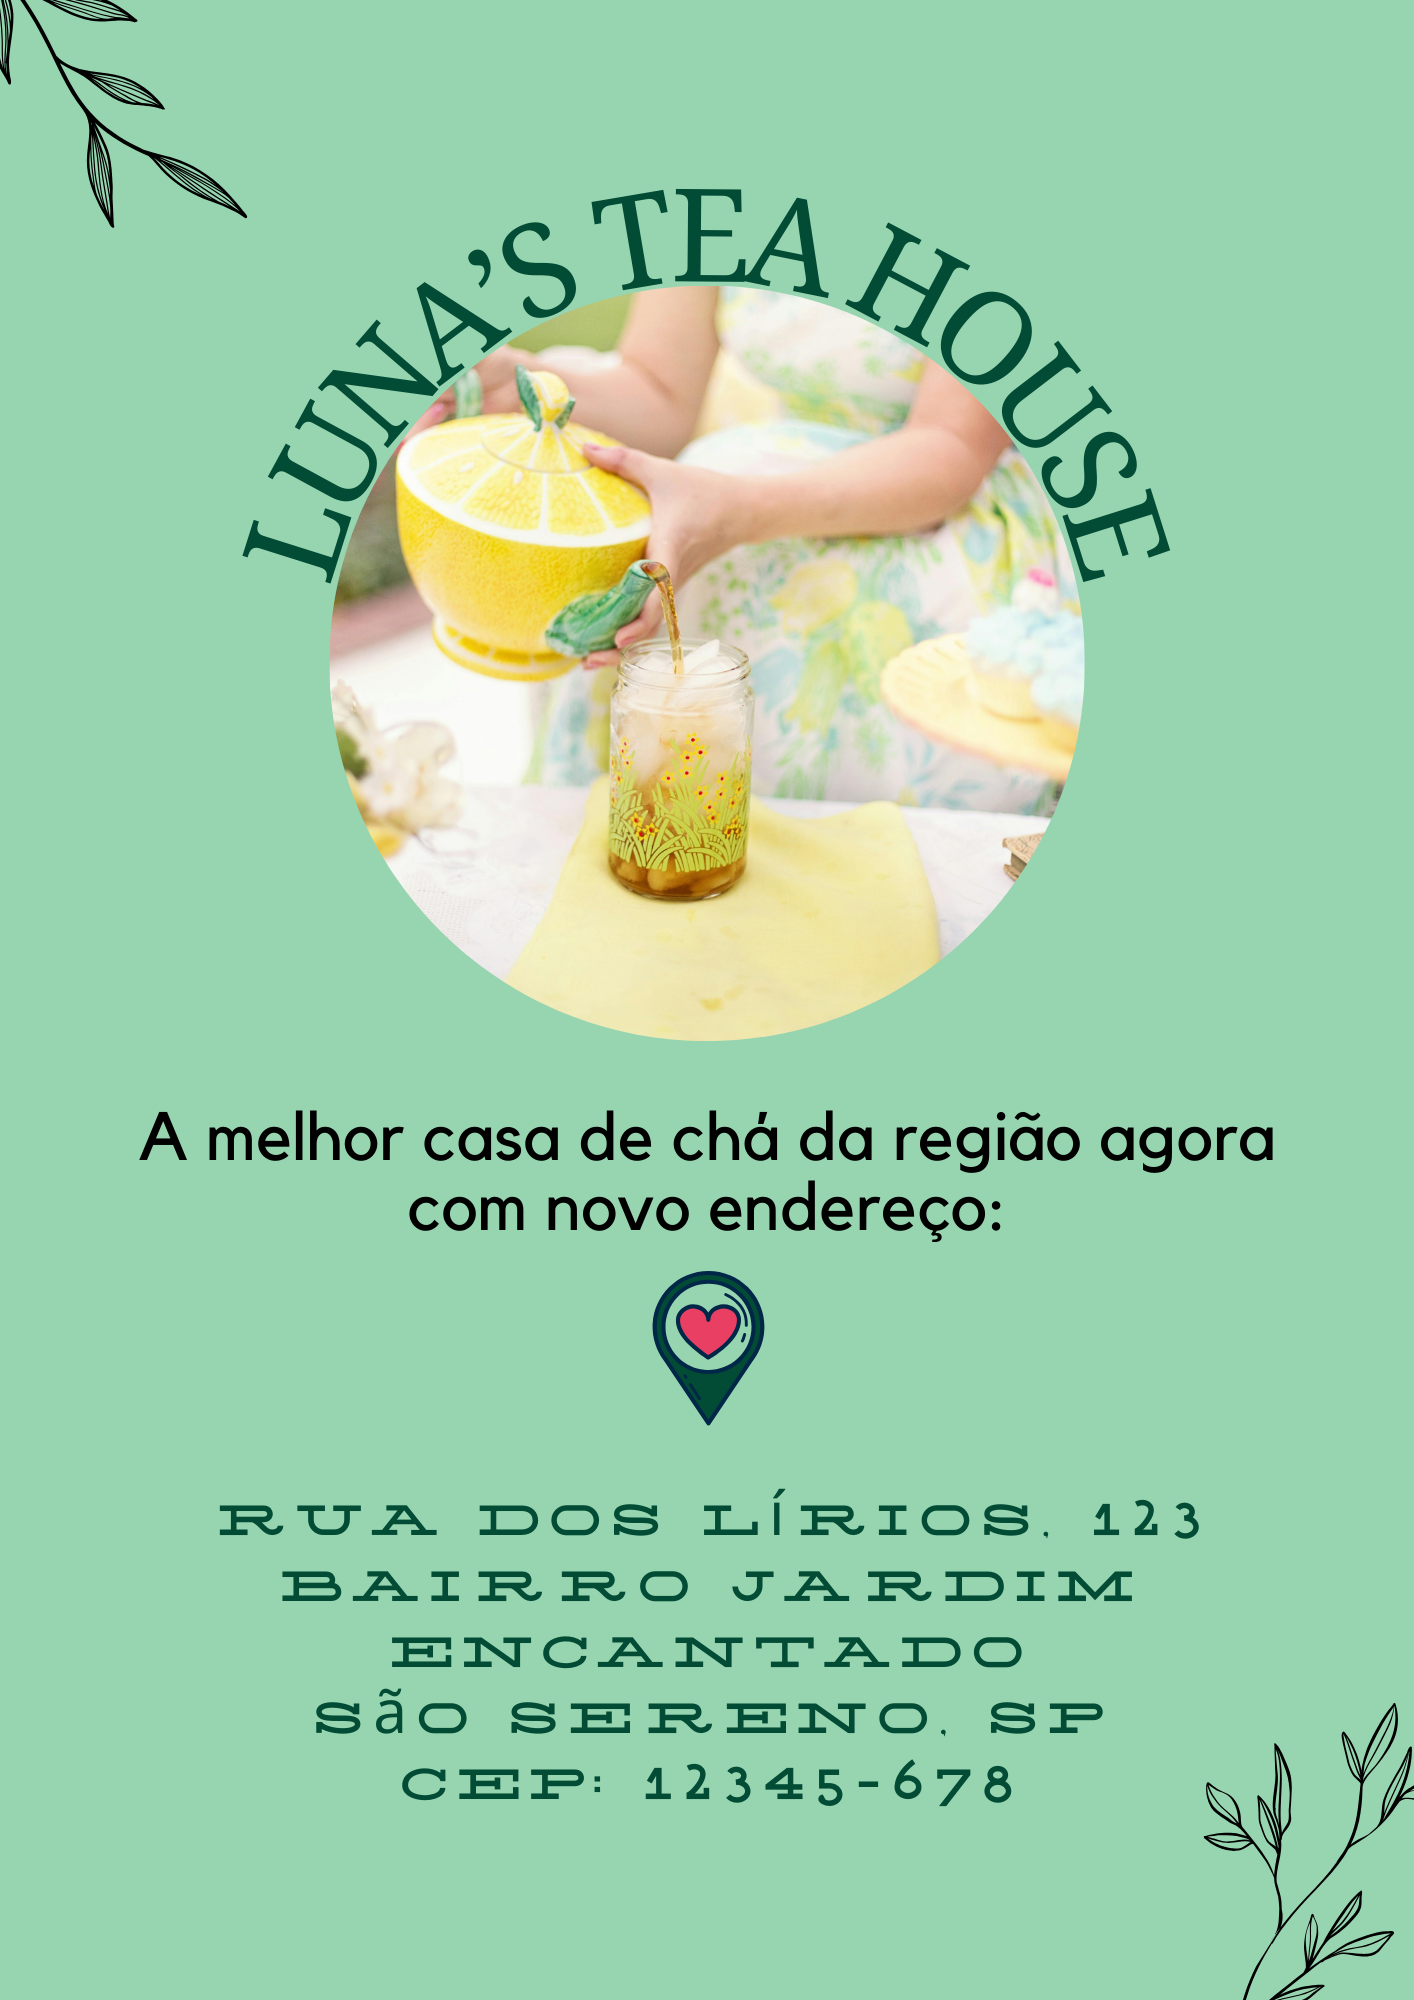 LUNA’S TEA HOUSE
A melhor casa de chá da região agora
com novo endereço:
RUA DOS LÍRIOS, 123
BAIRRO JARDIM
ENCANTADO
SãO SERENO, SP
CEP: 12345-678